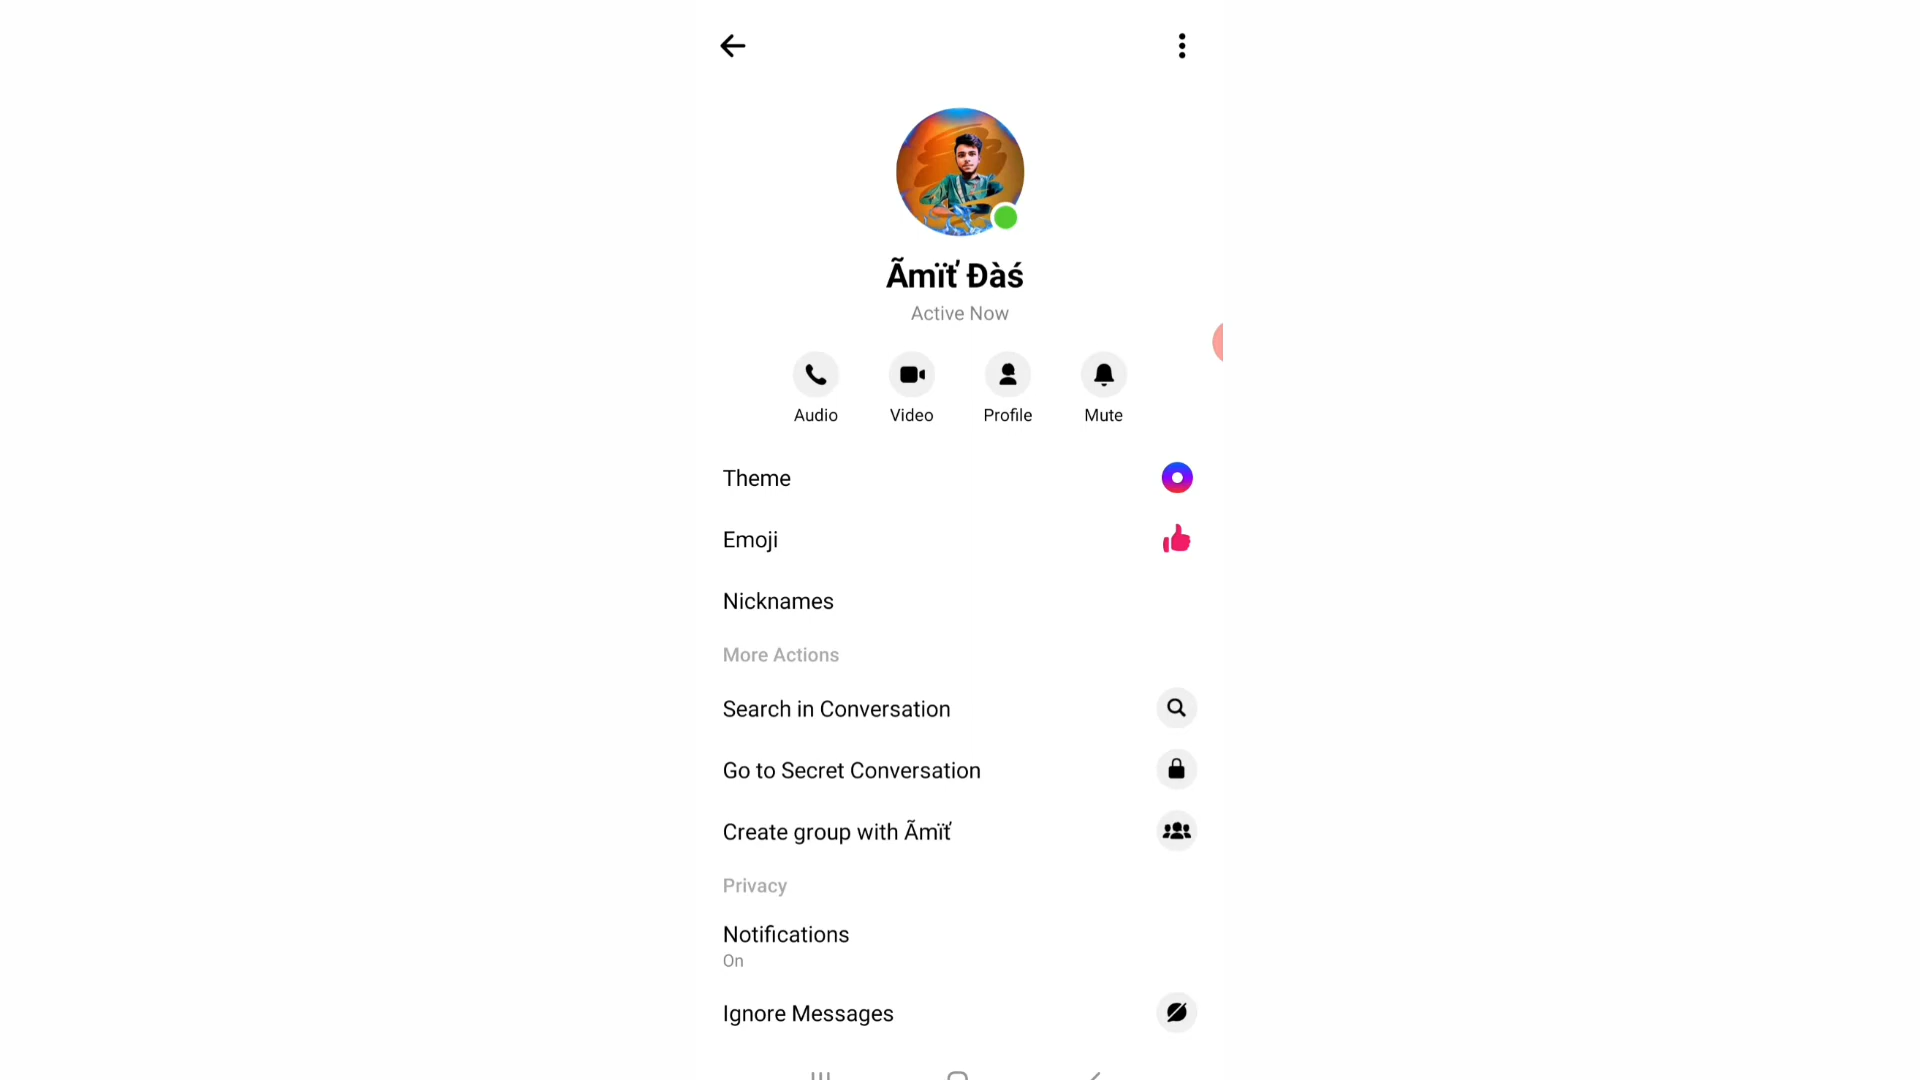 Ãmïť Đàś
Active Now
Audio
Video
Profile
Mute
Theme
Emoji
Nicknames
More Actions
Search in Conversation
Go to Secret Conversation
Create group with Ãmïť
Privacy
Notifications
On
Ignore Messages